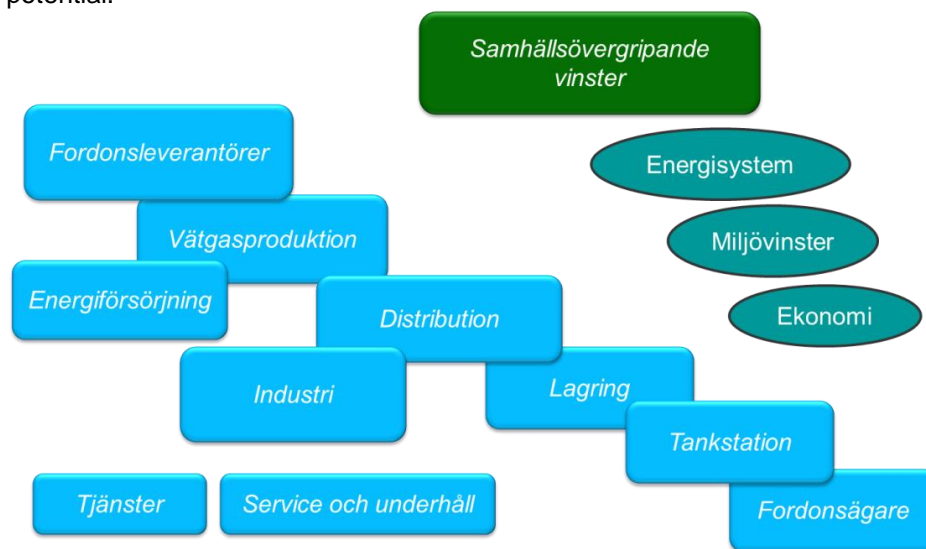 potential.
Samhällsövergripande
vinster
Fordonsleverantörer
Energisystem
Vätgasproduktion
Miljövinster
Energiförsörjning
Distribution
Ekonomi
Industri
Lagring
Tankstation
Tjänster
Service och underhåll
Fordonsägare